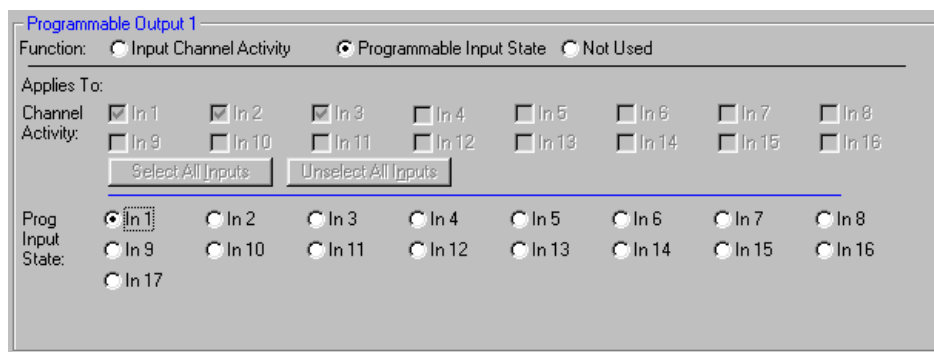 Programmable Output 1
Function: Input Channel Activity Programmable Input State Not Used
Applies To:
Channel Activity: In 1 In 2 In 3 In 4 In 5 In 6 In 7 In 8
In 9 In 10 In 11 In 12 In 13 In 14 In 15 In 16
Select All Inputs Unselect All Inputs
Prog Input State: In 1 In 2 In 3 In 4 In 5 In 6 In 7 In 8
In 9 In 10 In 11 In 12 In 13 In 14 In 15 In 16
In 17